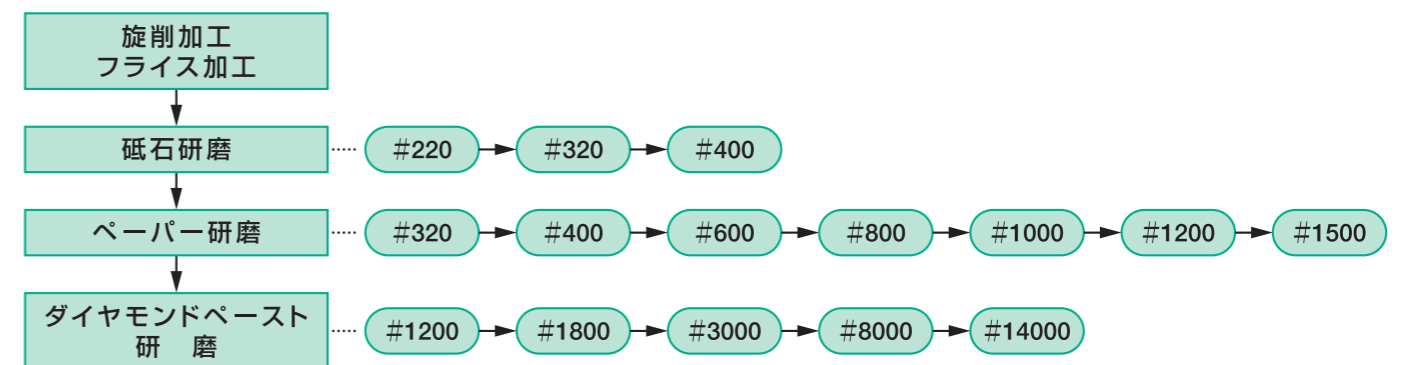 旋削加工
フライス加工
砥石研磨 ····· #220 #320 #400
ペーパー研磨 ····· #320 #400 #600 #800 #1000 #1200 #1500
ダイヤモンドペースト
研 磨 ····· #1200 #1800 #3000 #8000 #14000